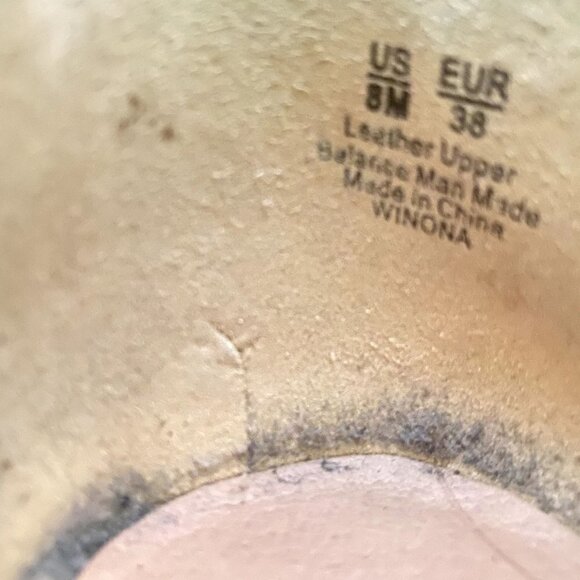 US EUR
8M 38
Leather Upper
Balance Man Made
Made in China
WINONA